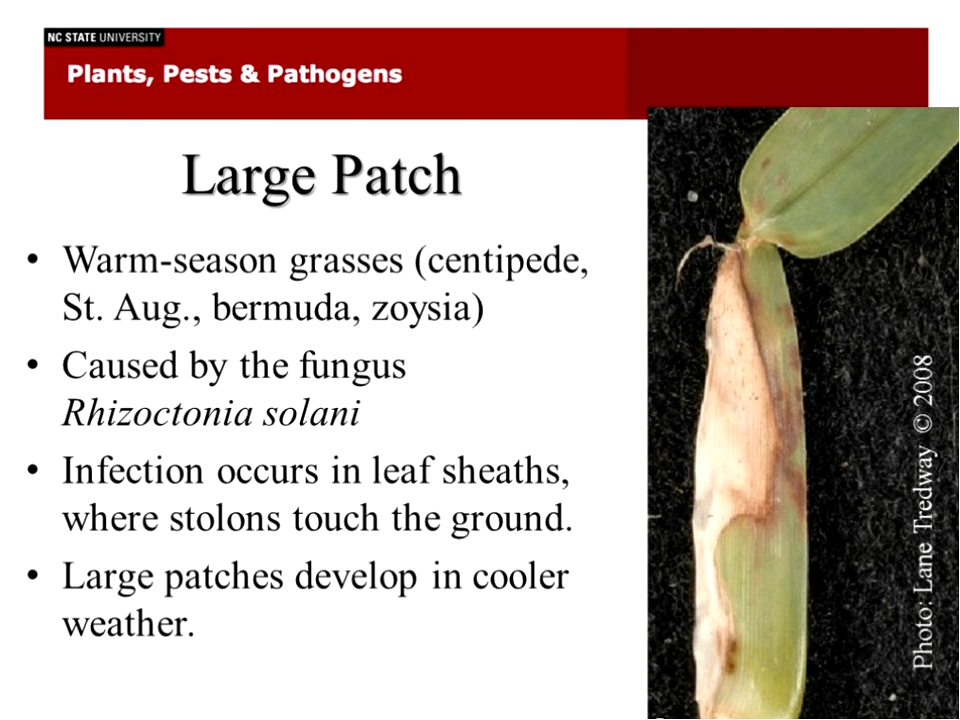 NC STATE UNIVERSITY
Plants, Pests & Pathogens
Large Patch
• Warm-season grasses (centipede,
St. Aug., bermuda, zoysia)
• Caused by the fungus
Rhizoctonia solani
• Infection occurs in leaf sheaths,
where stolons touch the ground.
• Large patches develop in cooler
weather.
Photo: Lane Tredway © 2008